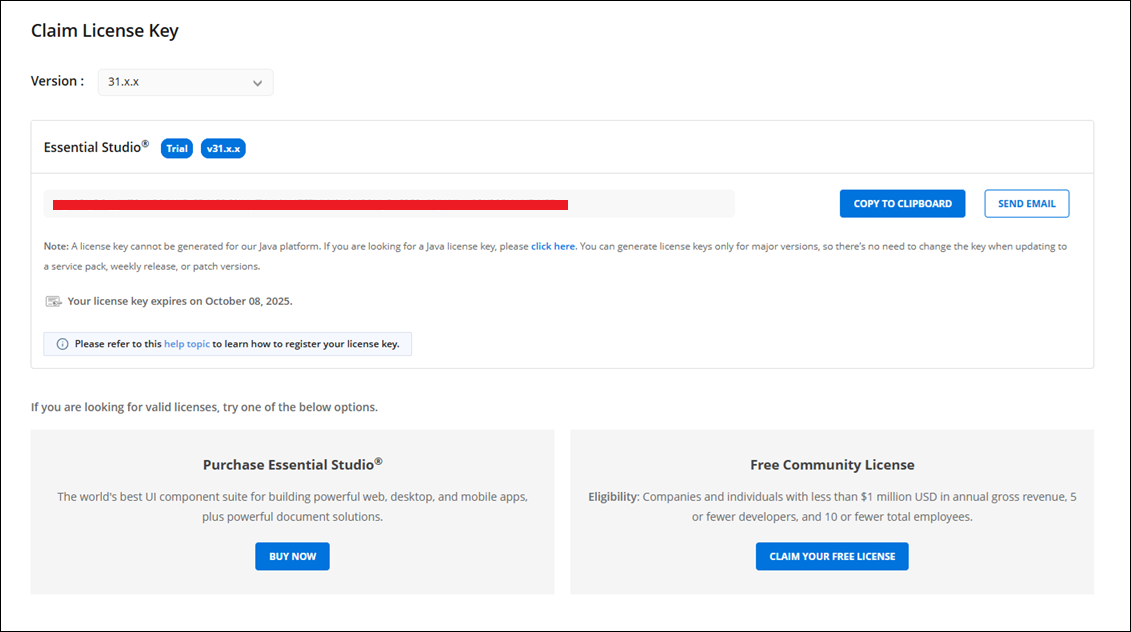 Claim License Key
Version : 31.x.x
Essential Studio® Trial v31.x.x
COPY TO CLIPBOARD SEND EMAIL
Note: A license key cannot be generated for our Java platform. If you are looking for a Java license key, please click here. You can generate license keys only for major versions, so there's no need to change the key when updating to
a service pack, weekly release, or patch versions.
Your license key expires on October 08, 2025.
Please refer to this help topic to learn how to register your license key.
If you are looking for valid licenses, try one of the below options.
Purchase Essential Studio®
The world's best UI component suite for building powerful web, desktop, and mobile apps,
plus powerful document solutions.
BUY NOW
Free Community License
Eligibility: Companies and individuals with less than $1 million USD in annual gross revenue, 5
or fewer developers, and 10 or fewer total employees.
CLAIM YOUR FREE LICENSE